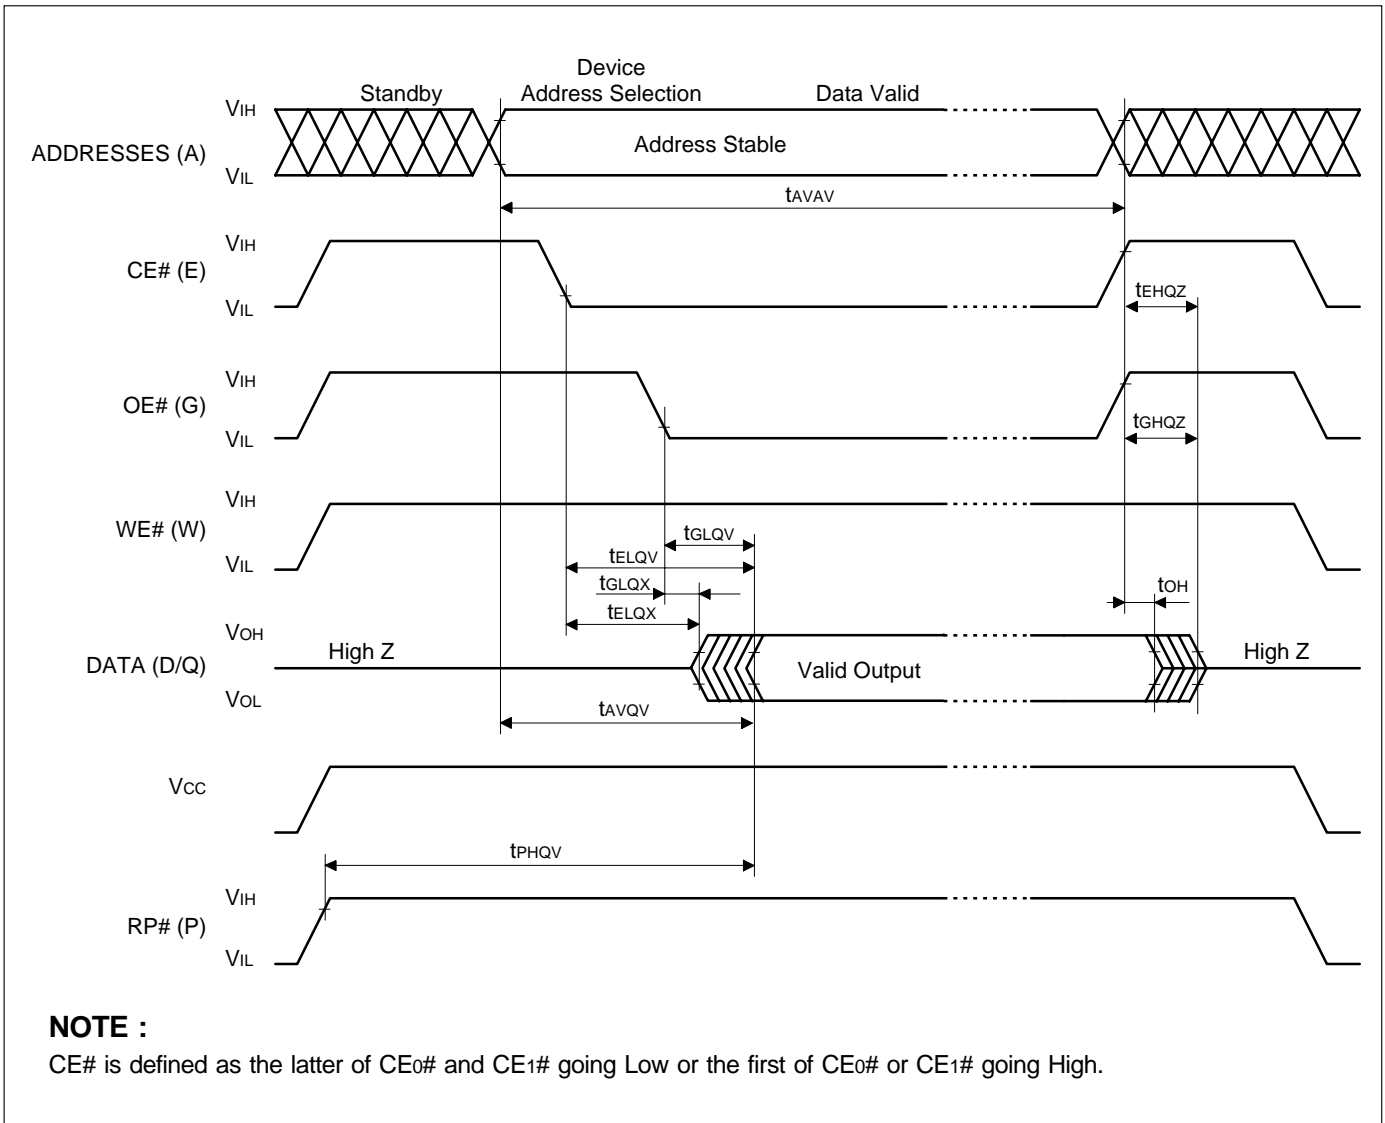 Device
Standby Address Selection Data Valid
VIH
ADDRESSES (A) Address Stable
VIL
tAVAV
VIH
CE# (E)
tEHQZ
VIL
VIH
OE# (G)
tGHQZ
VIL
VIH
WE# (W)
tGLQV
tELQV
VIL
tGLQX tOH
tELQX
VOH
High Z High Z
DATA (D/Q) Valid Output
VOL
tAVQV
VCC
tPHQV
VIH
RP# (P)
VIL
NOTE :
CE# is defined as the latter of CE0# and CE1# going Low or the first of CE0# or CE1# going High.